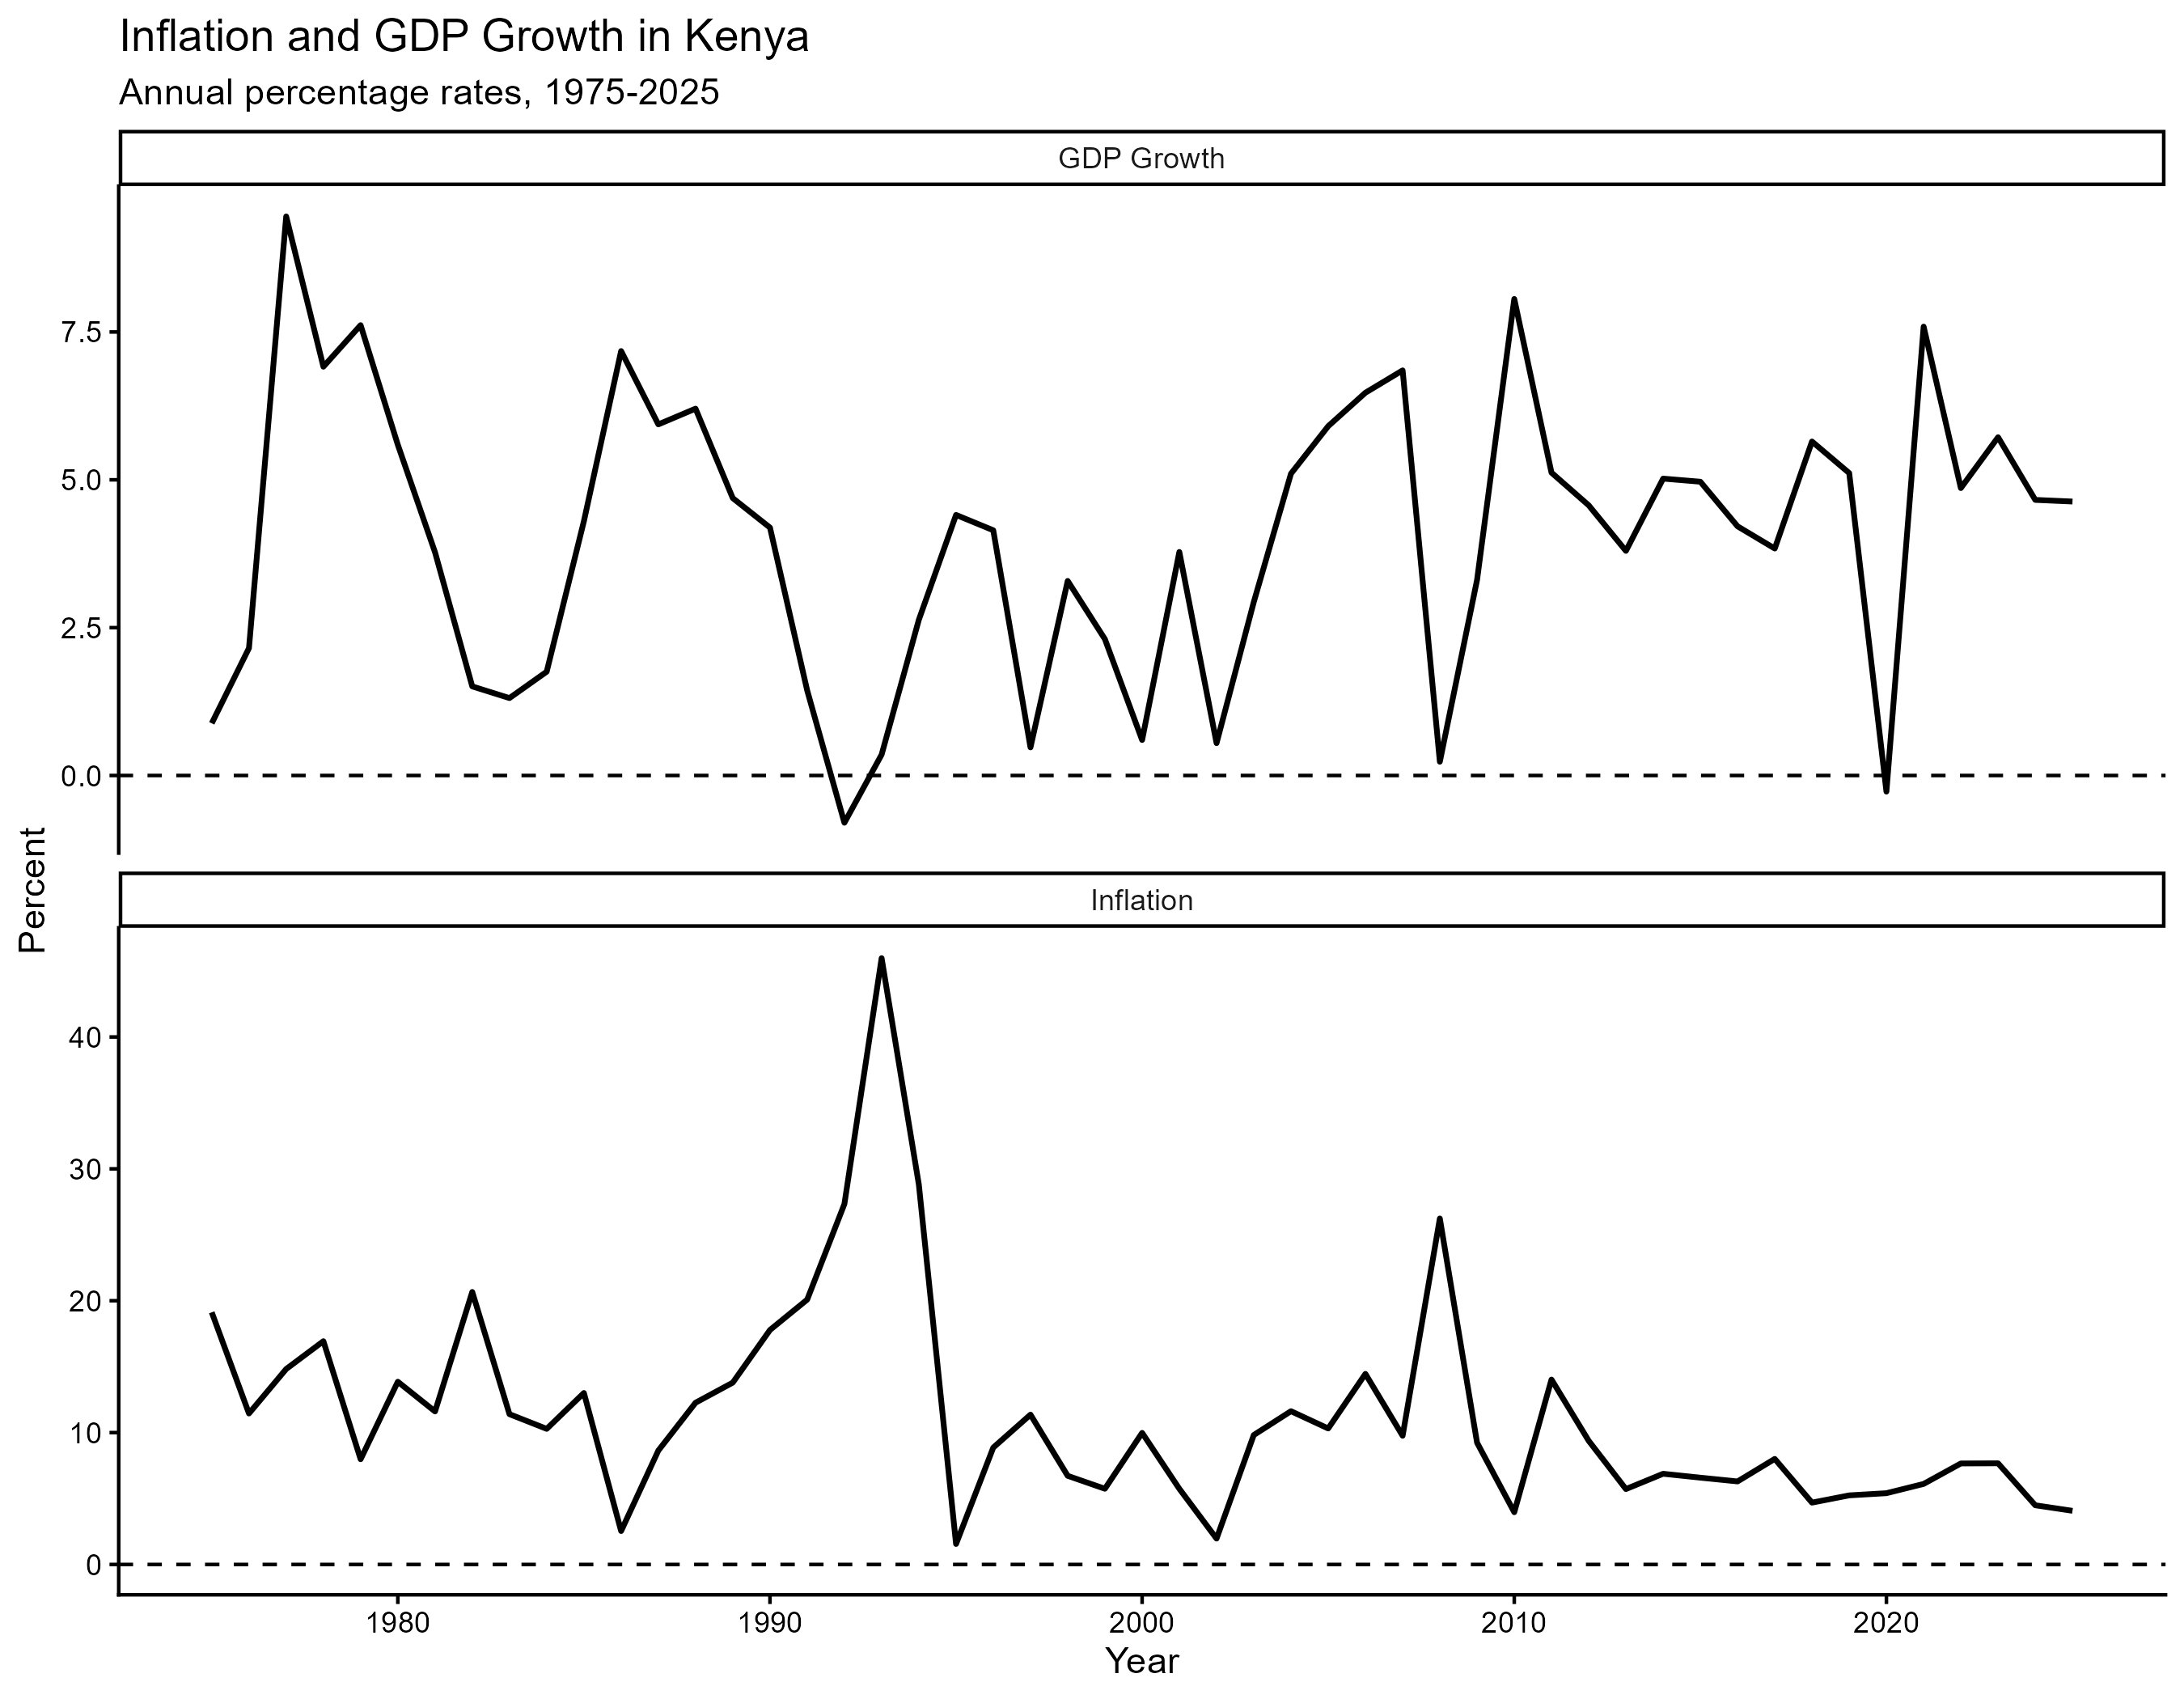 Inflation and GDP Growth in Kenya
Annual percentage rates, 1975-2025
GDP Growth
7.5
5.0
2.5
0.0
Percent
Inflation
40
30
20
10
0
1980 1990 2000 2010 2020
Year